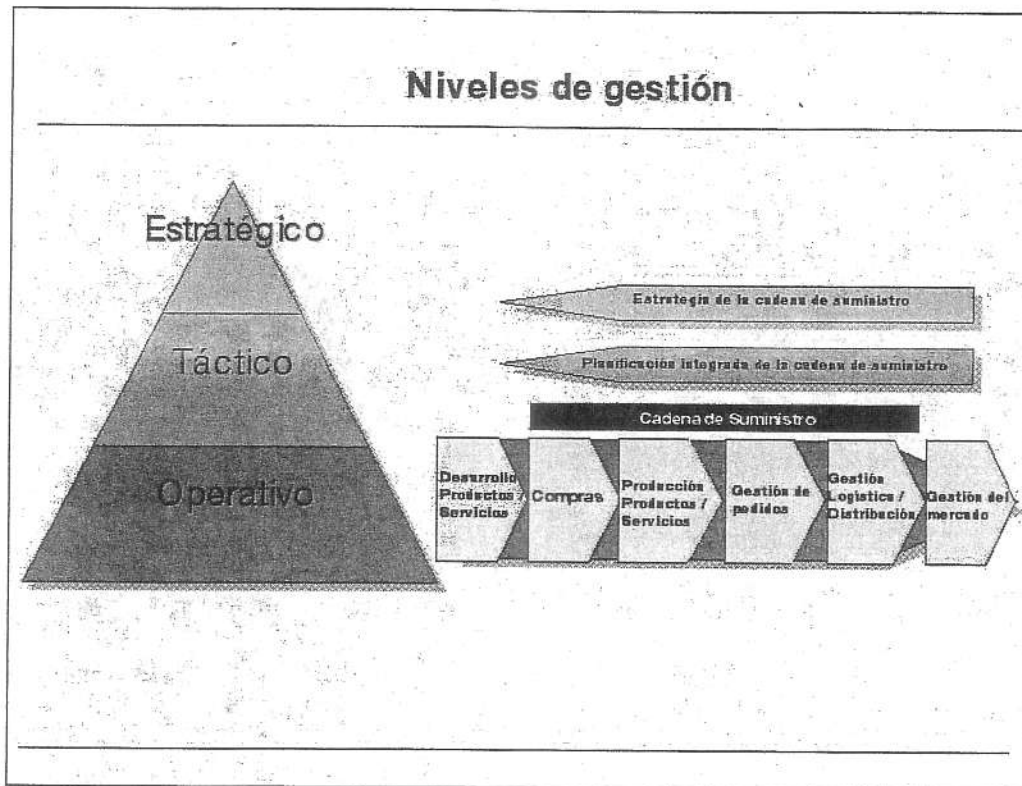 Niveles de gestión
Estratégico
Táctico
Operativo
Estrategia de la cadena de suministro
Planificación integrada de la cadena de suministro
Cadena de Suministro
Desarrollo
Productos /
Servicios
Compras
Producción
Productos /
Servicios
Gestión de
pedidos
Gestión
Logística /
Distribución
Gestión del
mercado